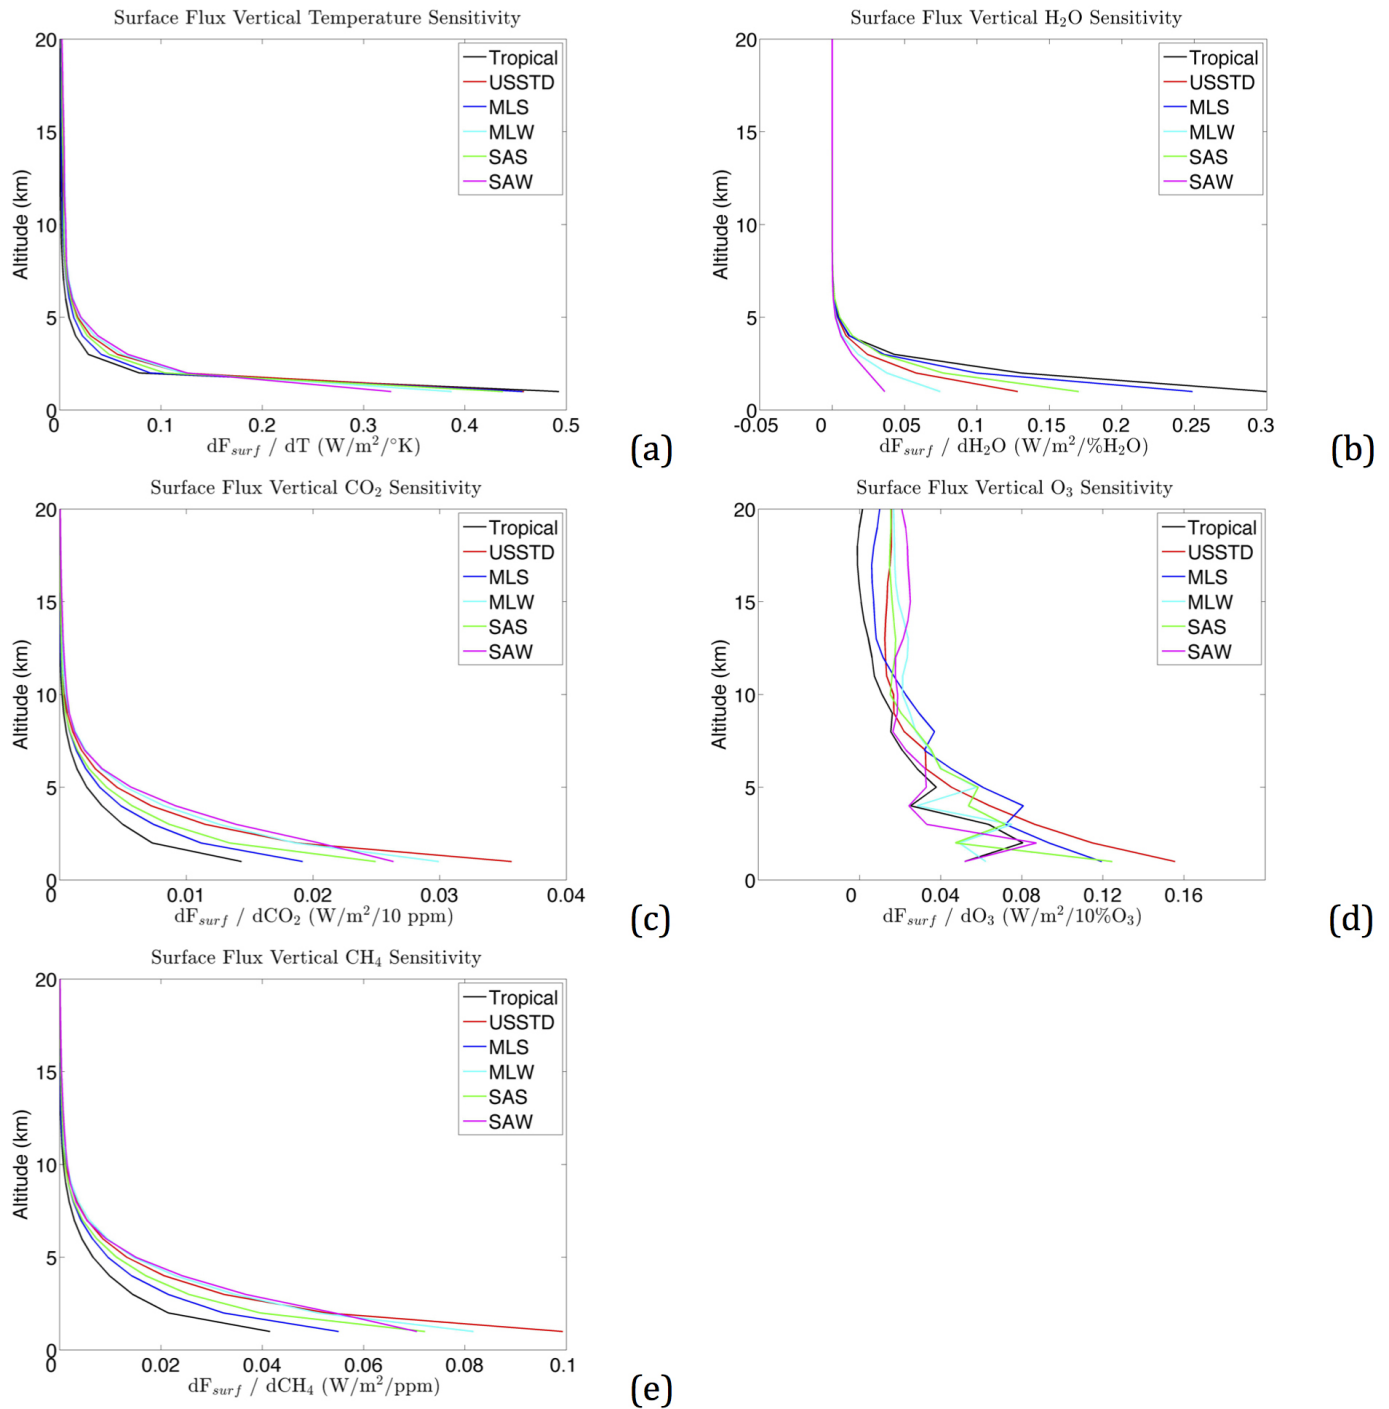 Surface Flux Vertical Temperature Sensitivity
20
15
10
5
0
Altitude (km)
Tropical
USSTD
MLS
MLW
SAS
SAW
0 0.1 0.2 0.3 0.4 0.5
dF_surf / dT (W/m²/°K)
(a)
Surface Flux Vertical H₂O Sensitivity
20
15
10
5
0
Altitude (km)
Tropical
USSTD
MLS
MLW
SAS
SAW
-0.05 0 0.05 0.1 0.15 0.2 0.25 0.3
dF_surf / dH₂O (W/m²/%H₂O)
(b)
Surface Flux Vertical CO₂ Sensitivity
20
15
10
5
0
Altitude (km)
Tropical
USSTD
MLS
MLW
SAS
SAW
0 0.01 0.02 0.03 0.04
dF_surf / dCO₂ (W/m²/10 ppm)
(c)
Surface Flux Vertical O₃ Sensitivity
20
15
10
5
0
Altitude (km)
Tropical
USSTD
MLS
MLW
SAS
SAW
0 0.04 0.08 0.12 0.16
dF_surf / dO₃ (W/m²/10%O₃)
(d)
Surface Flux Vertical CH₄ Sensitivity
20
15
10
5
0
Altitude (km)
Tropical
USSTD
MLS
MLW
SAS
SAW
0 0.02 0.04 0.06 0.08 0.1
dF_surf / dCH₄ (W/m²/ppm)
(e)